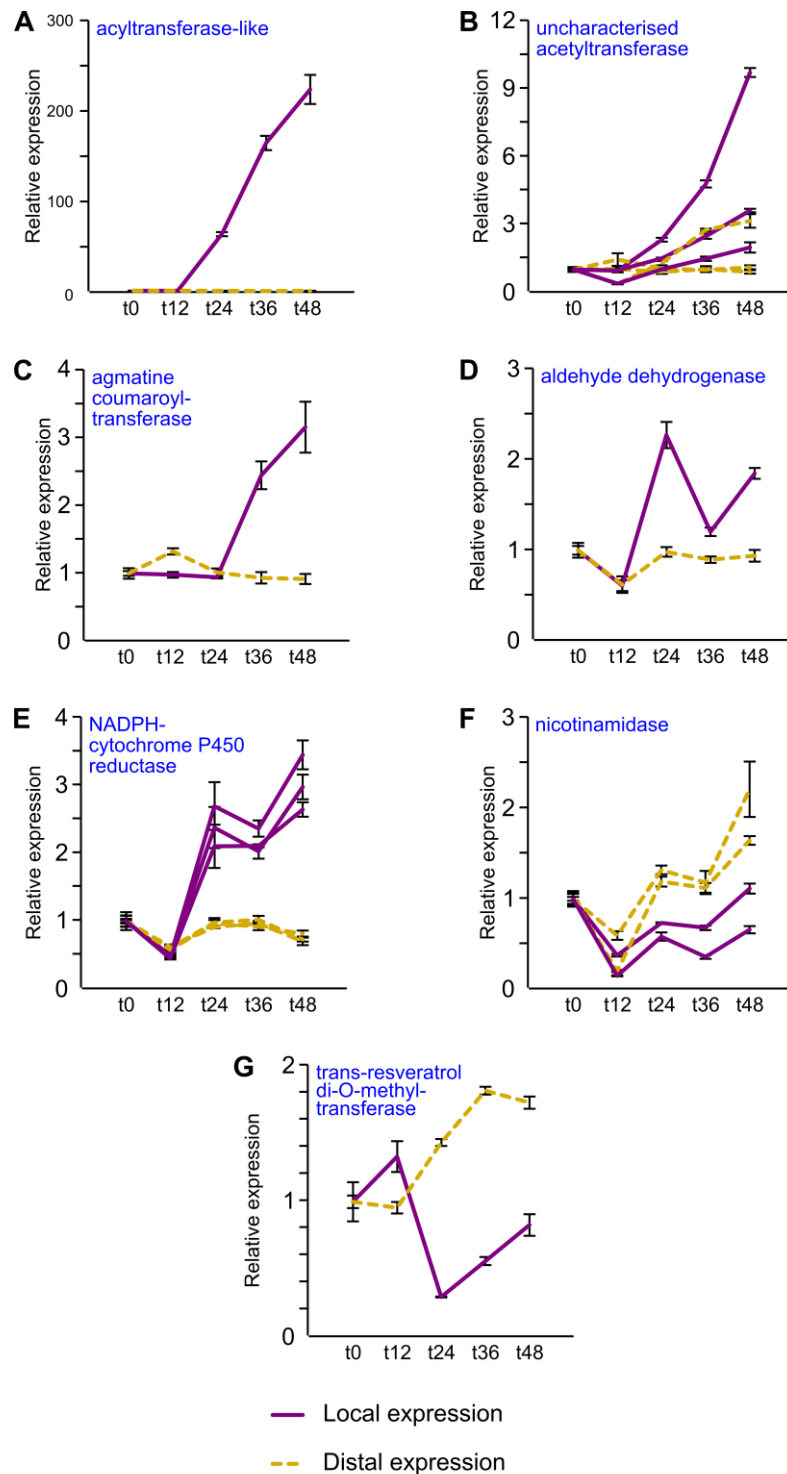 A
acyltransferase-like
Relative expression
300
200
100
0
t0 t12 t24 t36 t48
B
uncharacterised
acetyltransferase
Relative expression
12
9
6
3
0
t0 t12 t24 t36 t48
C
agmatine
coumaroyl-
transferase
Relative expression
4
3
2
1
0
t0 t12 t24 t36 t48
D
aldehyde dehydrogenase
Relative expression
3
2
1
0
t0 t12 t24 t36 t48
E
NADPH-
cytochrome P450
reductase
Relative expression
4
3
2
1
0
t0 t12 t24 t36 t48
F
nicotinamidase
Relative expression
3
2
1
0
t0 t12 t24 t36 t48
G
trans-resveratrol
di-O-methyl-
transferase
Relative expression
2
1
0
t0 t12 t24 t36 t48
Local expression
Distal expression